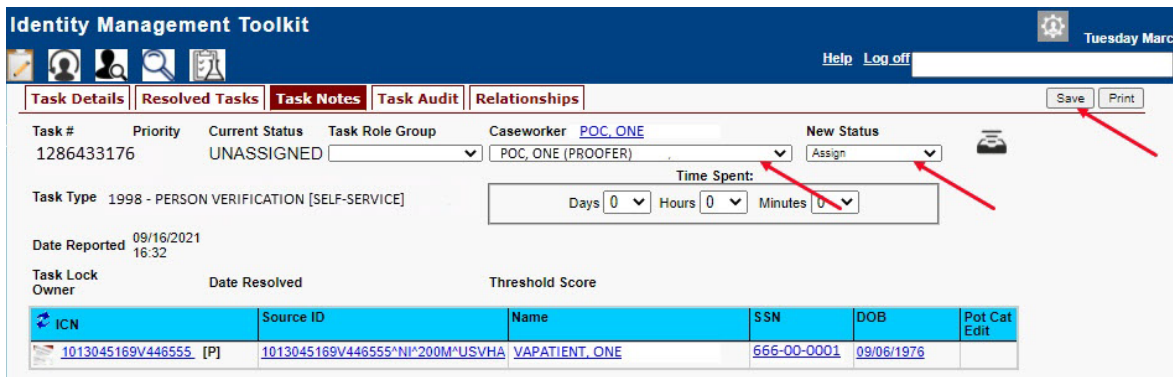 Identity Management Toolkit
Tuesday Marc
Help Log off
Task Details Resolved Tasks Task Notes Task Audit Relationships Save Print
Task # Priority Current Status Task Role Group Caseworker POC, ONE New Status
1286433176 UNASSIGNED POC, ONE (PROOFER) Assign
Time Spent:
Task Type 1998 - PERSON VERIFICATION [SELF-SERVICE] Days 0 Hours 0 Minutes 0
Date Reported 09/16/2021
16:32
Task Lock
Owner Date Resolved Threshold Score
ICN Source ID Name SSN DOB Pot Cat
Edit
1013045169V446555 [P] 1013045169V446555^NI^200M^USVHA VAPATIENT, ONE 666-00-0001 09/06/1976